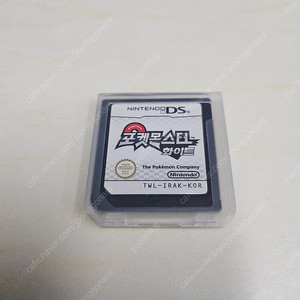 NINTENDO DS
포켓몬스터
화이트
The Pokémon Company
Nintendo
TWL-IRAK-KOR